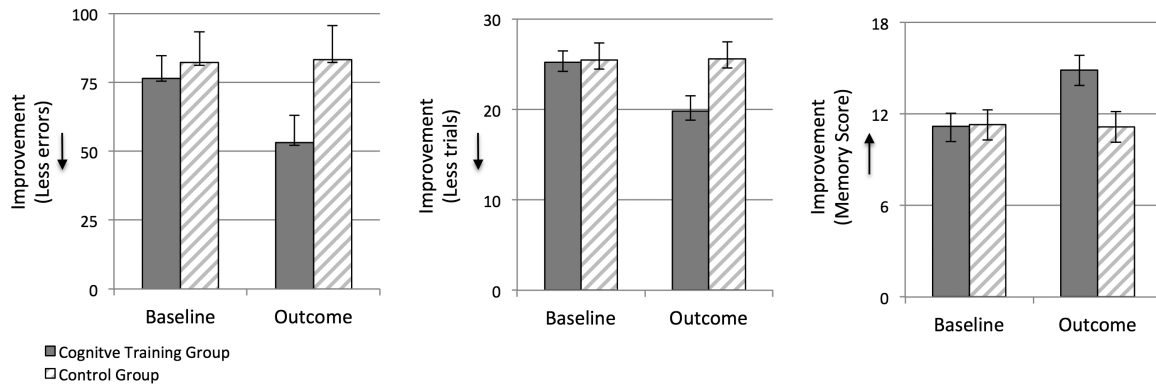 Improvement
(Less errors)
100
75
50
25
0
Baseline
Outcome
Improvement
(Less trials)
30
20
10
0
Baseline
Outcome
Improvement
(Memory Score)
18
12
6
0
Baseline
Outcome
Cognitve Training Group
Control Group